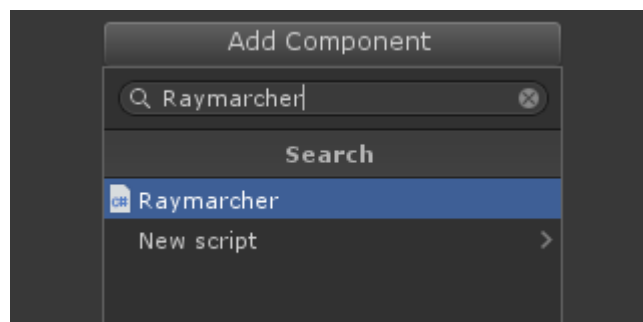 Add Component
Raymarcher
Search
c#
Raymarcher
New script